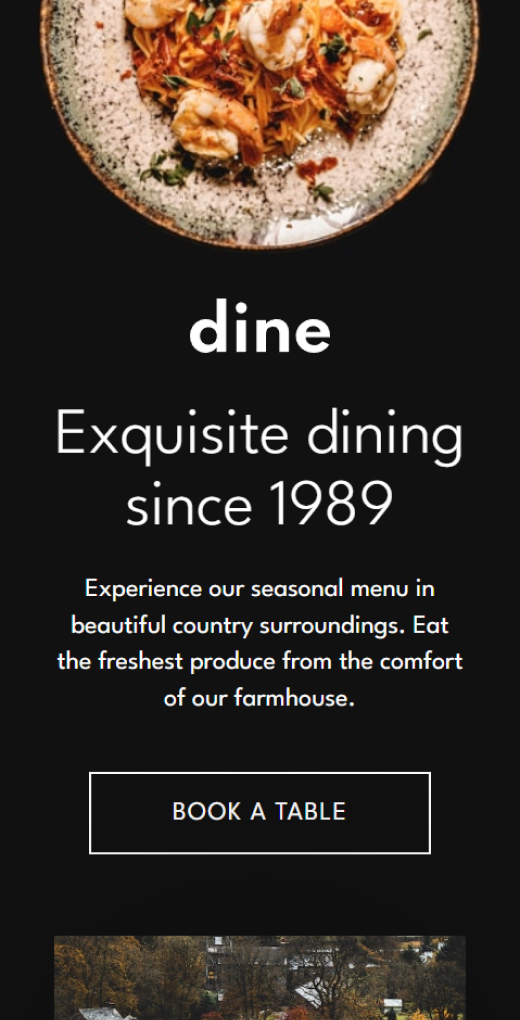 dine
Exquisite dining
since 1989
Experience our seasonal menu in
beautiful country surroundings. Eat
the freshest produce from the comfort
of our farmhouse.
BOOK A TABLE